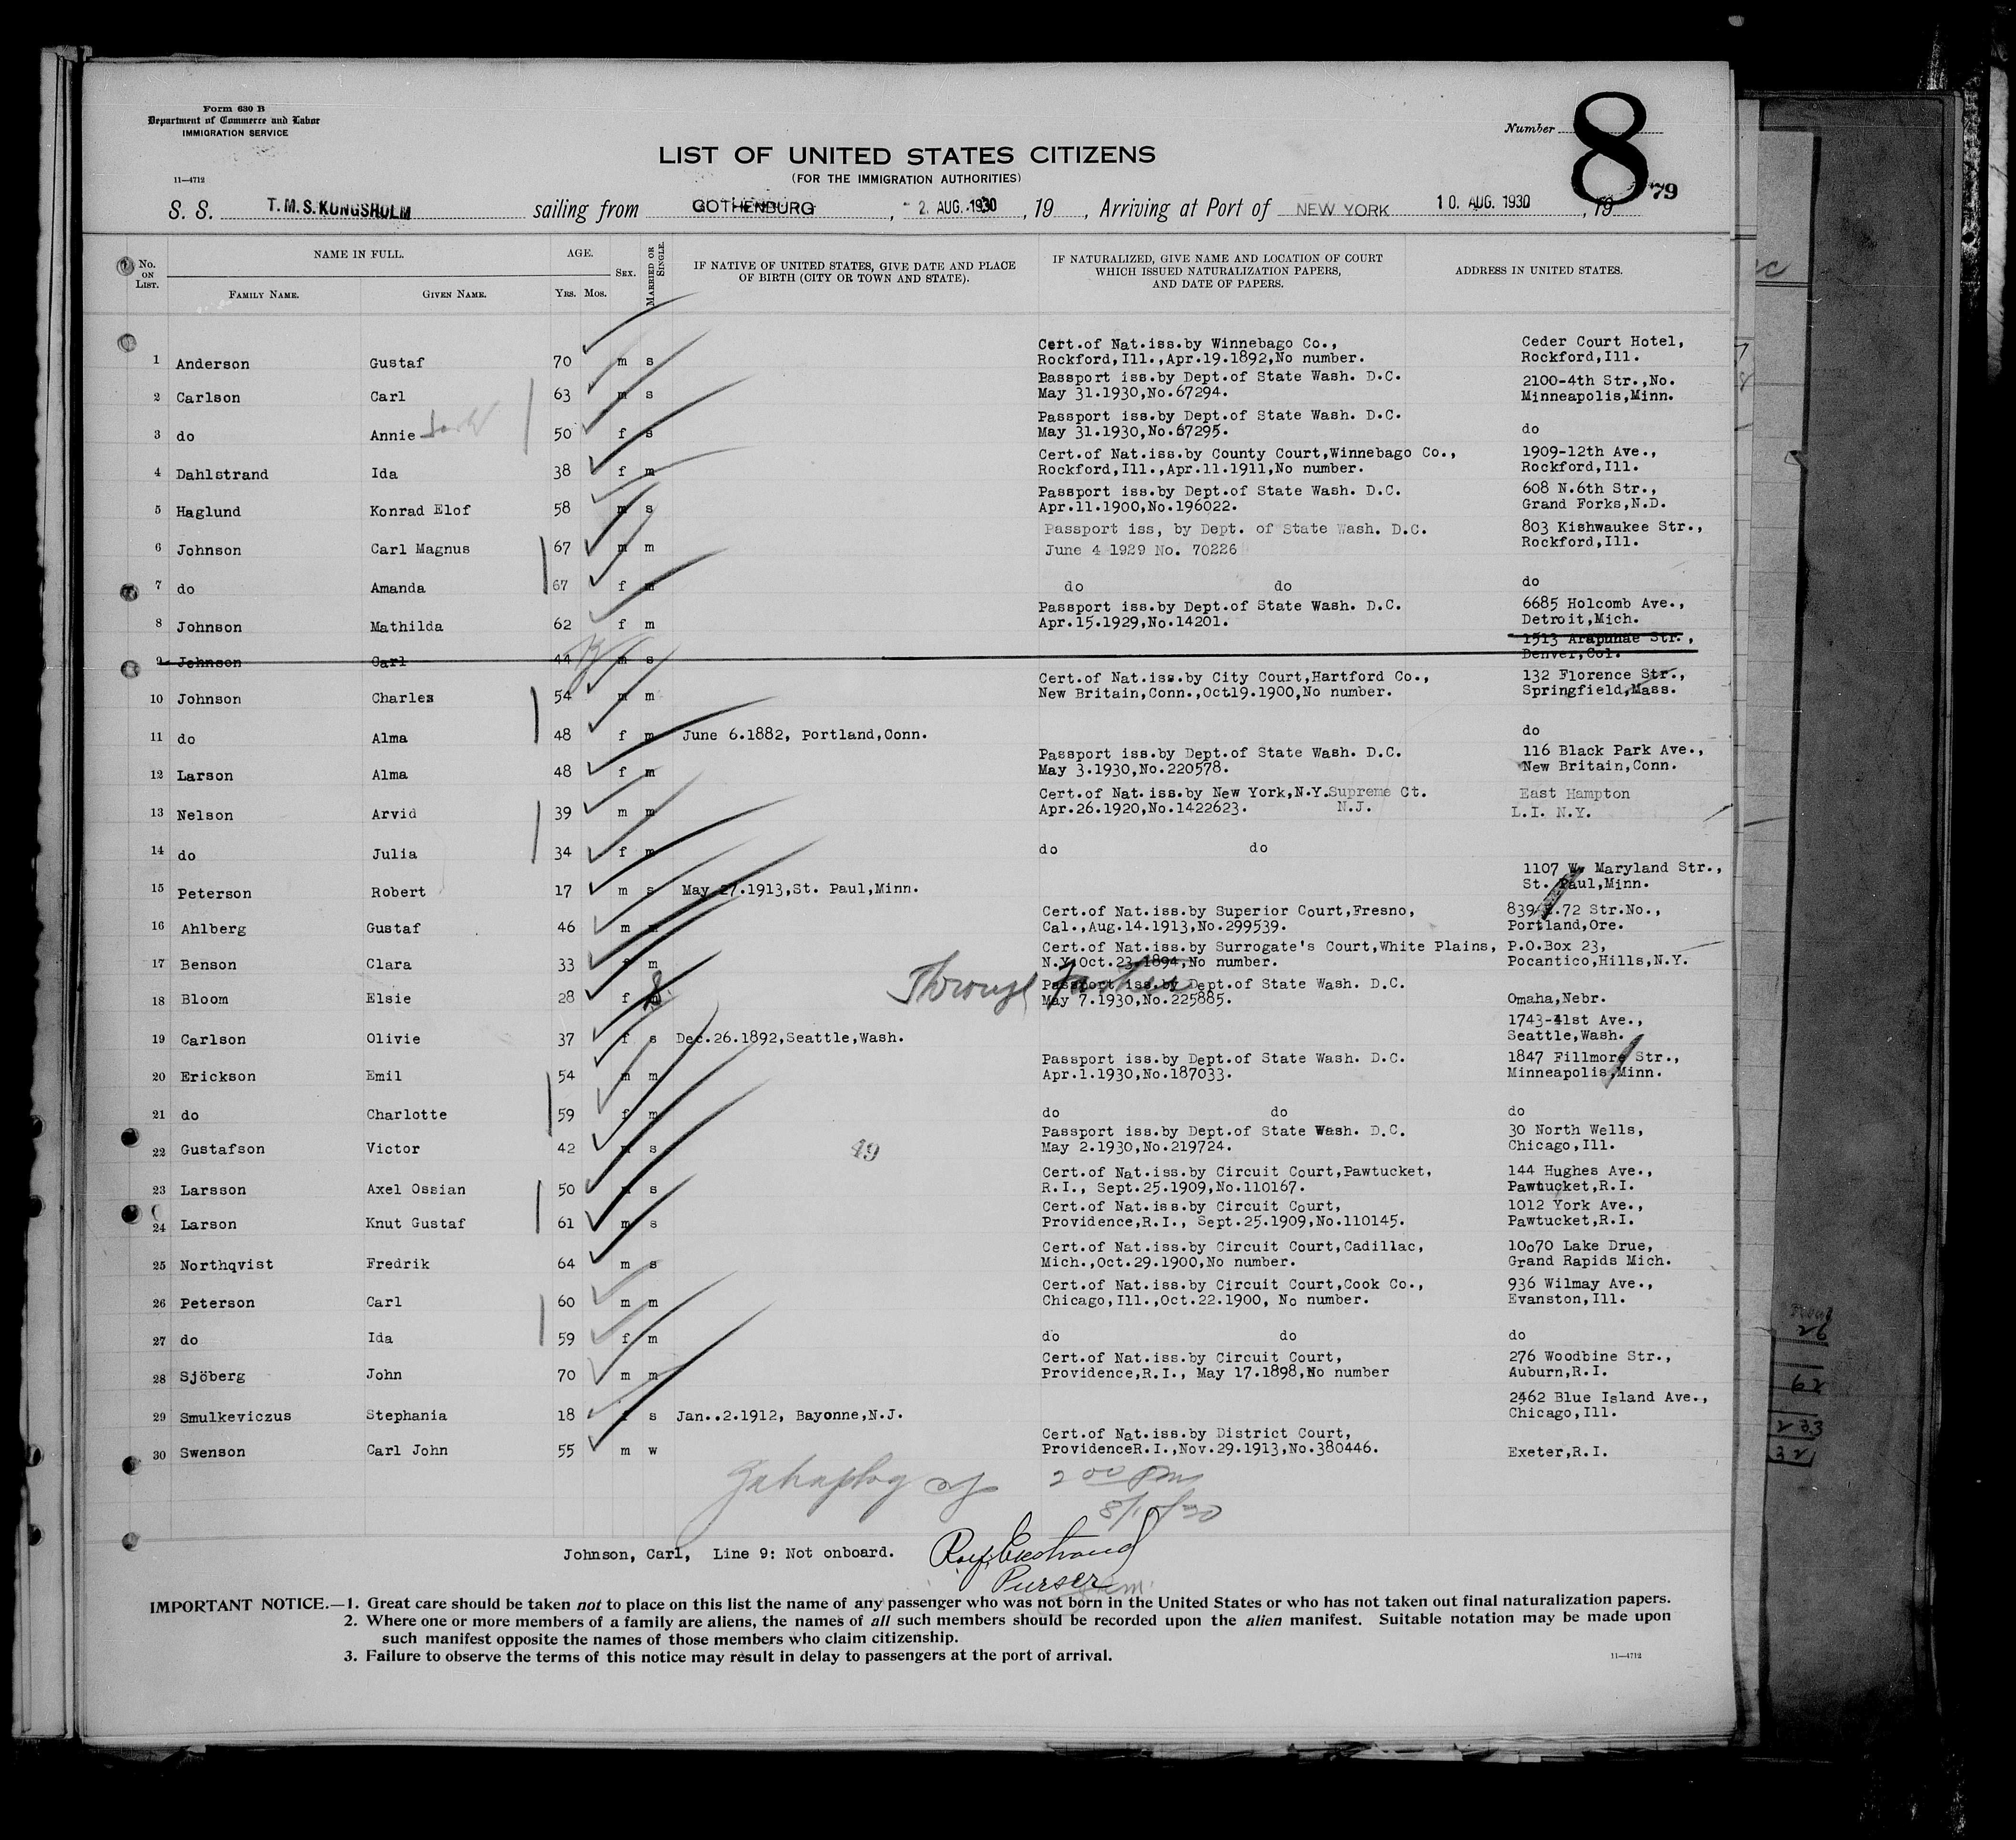 Form 630 B
Department of Commerce and Labor
IMMIGRATION SERVICE
11—4712
Number 8
79
LIST OF UNITED STATES CITIZENS
(FOR THE IMMIGRATION AUTHORITIES)
S. S. T.M.S. KUNGSHOLM sailing from GOTHENBURG, 2. AUG. 1930, 19 , Arriving at Port of NEW YORK 10. AUG. 1930, 19
No. ON LIST. NAME IN FULL. AGE. SEX. MARRIED OR SINGLE. IF NATIVE OF UNITED STATES, GIVE DATE AND PLACE OF BIRTH (CITY OR TOWN AND STATE). IF NATURALIZED, GIVE NAME AND LOCATION OF COURT WHICH ISSUED NATURALIZATION PAPERS, AND DATE OF PAPERS. ADDRESS IN UNITED STATES.
FAMILY NAME. GIVEN NAME. Yrs. Mos.
1 Anderson Gustaf 70 m s Cert.of Nat.iss.by Winnebago Co., Rockford,Ill.,Apr.19.1892,No number. Ceder Court Hotel, Rockford,Ill.
2 Carlson Carl 63 m s Passport iss.by Dept.of State Wash. D.C. May 31.1930,No.67294. 2100-4th Str.,No. Minneapolis,Minn.
3 do Annie 50 f s Passport iss.by Dept.of State Wash. D.C. May 31.1930,No.67295. do
4 Dahlstrand Ida 38 f m Cert.of Nat.iss.by County Court,Winnebago Co., Rockford,Ill.,Apr.11.1911,No number. 1909-12th Ave., Rockford,Ill.
5 Haglund Konrad Elof 58 m s Passport iss.by Dept.of State Wash. D.C. Apr.11.1900,No.196022. 608 N.6th Str., Grand Forks,N.D.
6 Johnson Carl Magnus 67 m m Passport iss, by Dept. of State Wash. D.C. June 4 1929 No. 70226 803 Kishwaukee Str., Rockford,Ill.
7 do Amanda 67 f m do do do
8 Johnson Mathilda 62 f m Passport iss.by Dept.of State Wash. D.C. Apr.15.1929,No.14201. 6685 Holcomb Ave., Detroit,Mich.
9 Johnson Carl 44 m s 1513 Arapahae Str., Denver,Col.
10 Johnson Charles 54 m m Cert.of Nat.iss.by City Court,Hartford Co., New Britain,Conn.,Oct19.1900,No number. 132 Florence Str., Springfield,Mass.
11 do Alma 48 f m June 6.1882, Portland,Conn. do
12 Larson Alma 48 f m Passport iss.by Dept.of State Wash. D.C. May 3.1930,No.220578. 116 Black Park Ave., New Britain,Conn.
13 Nelson Arvid 39 m m Cert.of Nat.iss.by New York,N.Y.Supreme Ct. Apr.26.1920,No.1422623. N.J. East Hampton L.I. N.Y.
14 do Julia 34 f m do do
15 Peterson Robert 17 m s May 27.1913,St. Paul,Minn. 1107 W. Maryland Str., St. Paul,Minn.
16 Ahlberg Gustaf 46 m m Cert.of Nat.iss.by Superior Court,Fresno, Cal.,Aug.14.1913,No.299539. 839 .72 Str.No., Portland,Ore.
17 Benson Clara 33 f m Cert.of Nat.iss.by Surrogate's Court,White Plains, N.Y.Oct.23.1894,No number. P.O.Box 23, Pocantico,Hills,N.Y.
Through
18 Bloom Elsie 28 f S Passport iss.by Dept.of State Wash. D.C. May 7.1930,No.225885. Omaha,Nebr.
19 Carlson Olivie 37 f s Dec.26.1892,Seattle,Wash. 1743-41st Ave., Seattle,Wash.
20 Erickson Emil 54 m m Passport iss.by Dept.of State Wash. D.C. Apr.1.1930,No.187033. 1847 Fillmore Str., Minneapolis,Minn.
21 do Charlotte 59 f m do do do
22 Gustafson Victor 42 m s 49 Passport iss.by Dept.of State Wash. D.C. May 2.1930,No.219724. 30 North Wells, Chicago,Ill.
23 Larsson Axel Ossian 50 m s Cert.of Nat.iss.by Circuit Court,Pawtucket, R.I., Sept.25.1909,No.110167. 144 Hughes Ave., Pawtucket,R.I.
24 Larson Knut Gustaf 61 m s Cert.of Nat.iss.by Circuit Court, Providence,R.I., Sept.25.1909,No.110145. 1012 York Ave., Pawtucket,R.I.
25 Northqvist Fredrik 64 m s Cert.of Nat.iss.by Circuit Court,Cadillac, Mich.,Oct.29.1900,No number. 10o70 Lake Drue, Grand Rapids Mich.
26 Peterson Carl 60 m m Cert.of Nat.iss.by Circuit Court,Cook Co., Chicago,Ill.,Oct.22.1900, No number. 936 Wilmay Ave., Evanston,Ill.
27 do Ida 59 f m do do do
28 Sjöberg John 70 m m Cert.of Nat.iss.by Circuit Court, Providence,R.I., May 17.1898,No number 276 Woodbine Str., Auburn,R.I.
29 Smulkeviczus Stephania 18 f s Jan..2.1912, Bayonne,N.J. 2462 Blue Island Ave., Chicago,Ill.
30 Swenson Carl John 55 m w Cert.of Nat.iss.by District Court, ProvidenceR.I.,Nov.29.1913,No.380446. Exeter,R.I.
2 00 pm
8/10/30
Johnson, Carl, Line 9: Not onboard.
Purser
IMPORTANT NOTICE.—1. Great care should be taken not to place on this list the name of any passenger who was not born in the United States or who has not taken out final naturalization papers.
2. Where one or more members of a family are aliens, the names of all such members should be recorded upon the alien manifest. Suitable notation may be made upon
such manifest opposite the names of those members who claim citizenship.
3. Failure to observe the terms of this notice may result in delay to passengers at the port of arrival.
11—4712
26
62
233
32